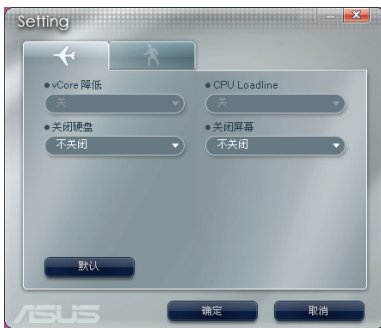 Setting
vCore 降低
CPU Loadline
关
关
关闭硬盘
关闭屏幕
不关闭
不关闭
默认
ASUS
确定
取消